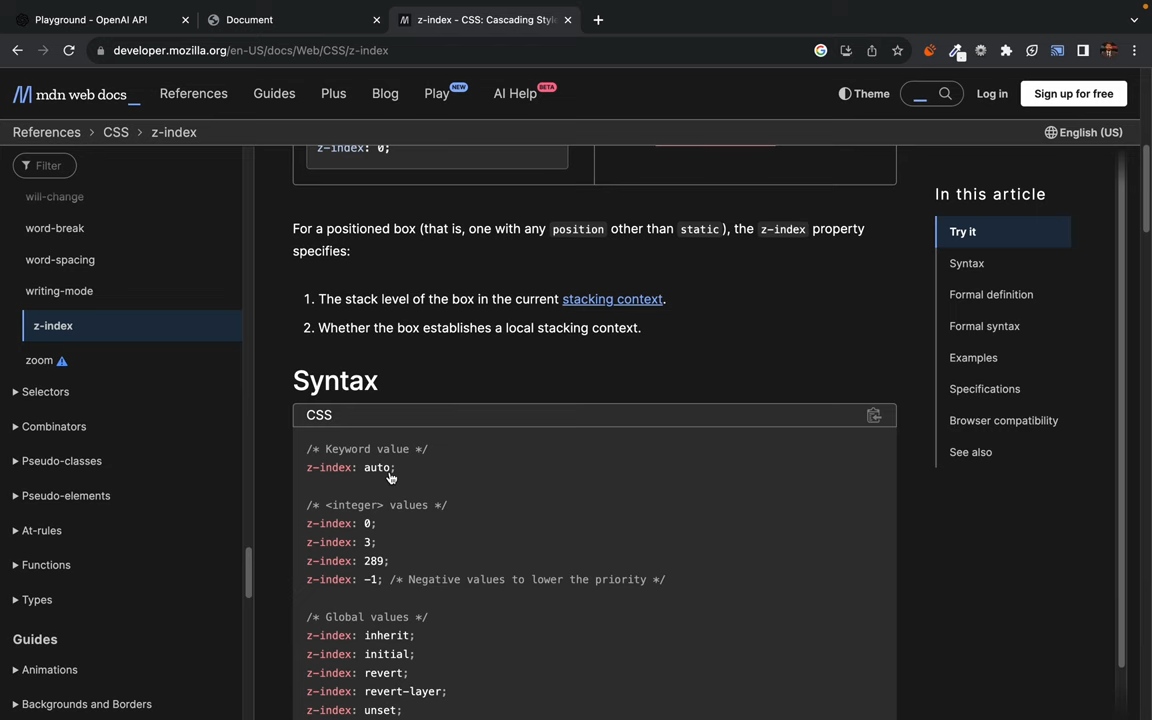 Playground - OpenAI API
Document
z-index - CSS: Cascading Style
developer.mozilla.org/en-US/docs/Web/CSS/z-index
mdn web docs_
References
Guides
Plus
Blog
Play NEW
AI Help BETA
Theme
Log in
Sign up for free
References > CSS > z-index
English (US)
Filter
will-change
word-break
word-spacing
writing-mode
z-index
zoom
Selectors
Combinators
Pseudo-classes
Pseudo-elements
At-rules
Functions
Types
Guides
Animations
Backgrounds and Borders
z-index: 0;
For a positioned box (that is, one with any position other than static), the z-index property
specifies:
1. The stack level of the box in the current stacking context.
2. Whether the box establishes a local stacking context.
Syntax
CSS
/* Keyword value */
z-index: auto;
/* <integer> values */
z-index: 0;
z-index: 3;
z-index: 289;
z-index: -1; /* Negative values to lower the priority */
/* Global values */
z-index: inherit;
z-index: initial;
z-index: revert;
z-index: revert-layer;
z-index: unset;
In this article
Try it
Syntax
Formal definition
Formal syntax
Examples
Specifications
Browser compatibility
See also